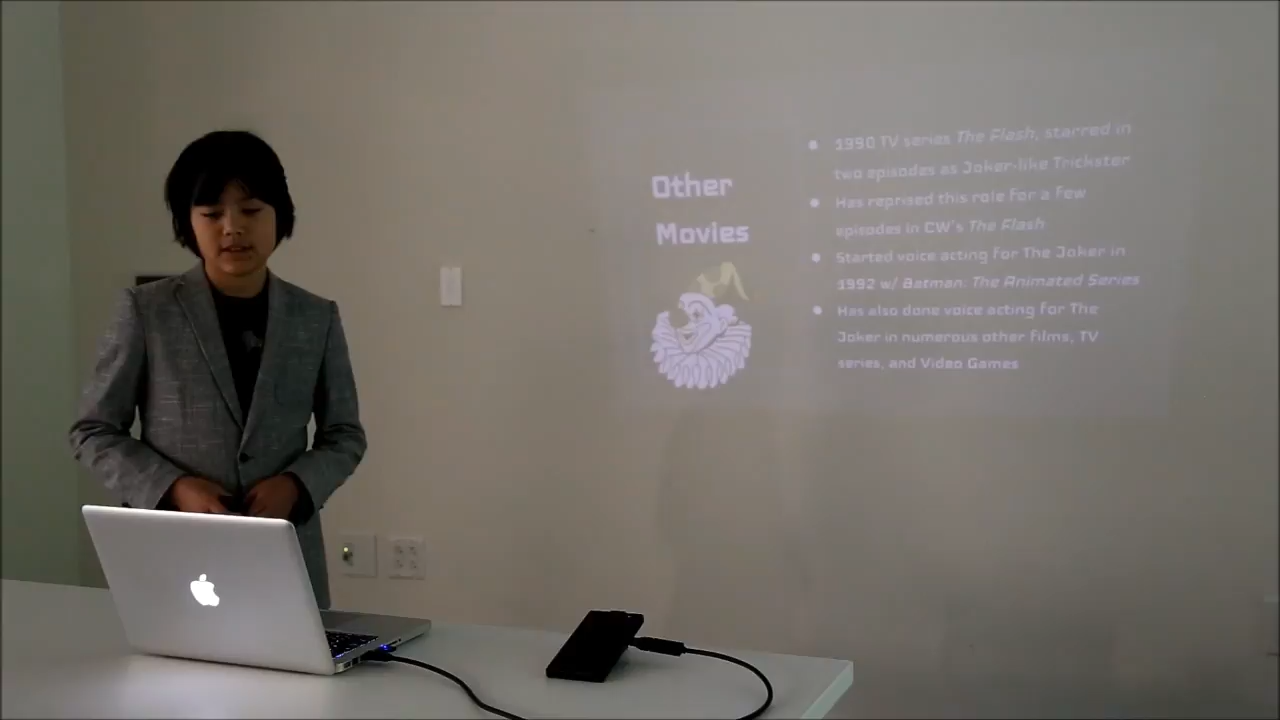 Other
Movies
1990 TV series The Flash, starred in
two episodes as Joker-like Trickster
Has reprised this role for a few
episodes in CW's The Flash
Started voice acting for The Joker in
1992 w/ Batman: The Animated Series
Has also done voice acting for The
Joker in numerous other films, TV
series, and Video Games